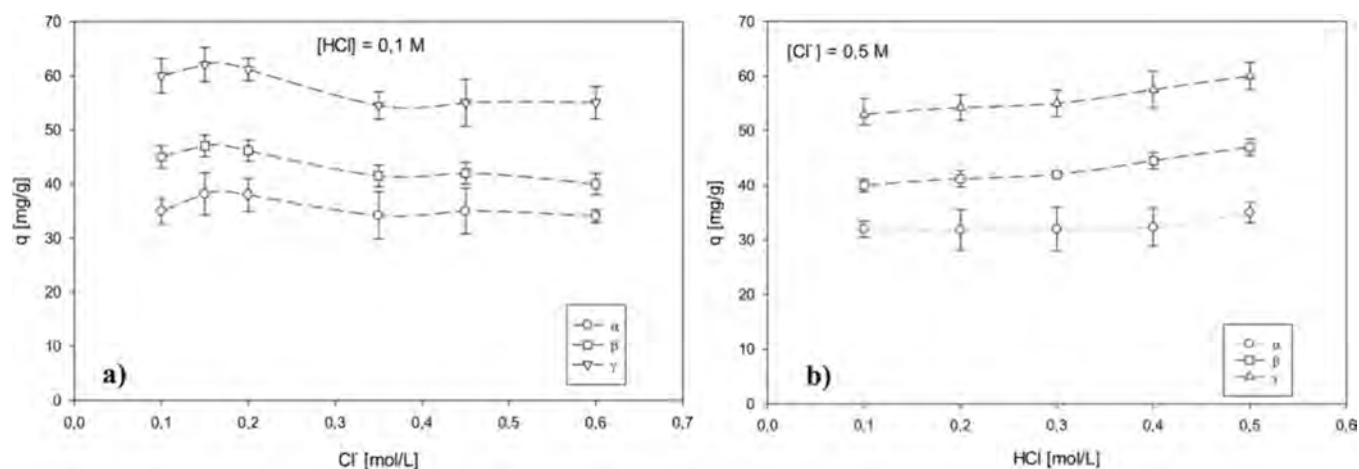 [HCl] = 0,1 M
q [mg/g]
70
60
50
40
30
20
10
0
0,0 0,1 0,2 0,3 0,4 0,5 0,6 0,7
Cl⁻ [mol/L]
α
β
γ
a)
[Cl⁻] = 0,5 M
q [mg/g]
70
60
50
40
30
20
10
0
0,0 0,1 0,2 0,3 0,4 0,5 0,6
HCl [mol/L]
α
β
γ
b)